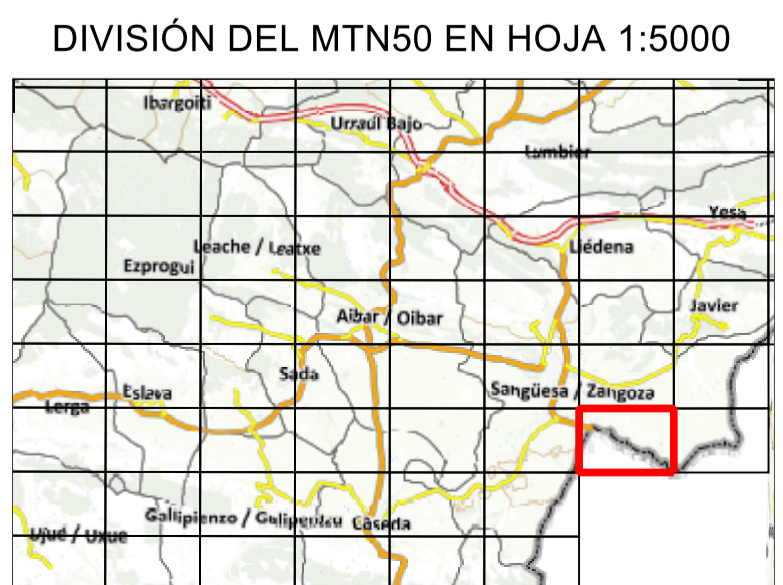 DIVISIÓN DEL MTN50 EN HOJA 1:5000
Ibargoiti
Urraúl Bajo
Lumbier
Yesa
Leache / Leatxe
Liédena
Ezprogui
Javier
Aibar / Oibar
Sada
Eslava
Sangüesa / Zangoza
Lerga
Gallipienzo /
Cáseda
Ujué / Uxue